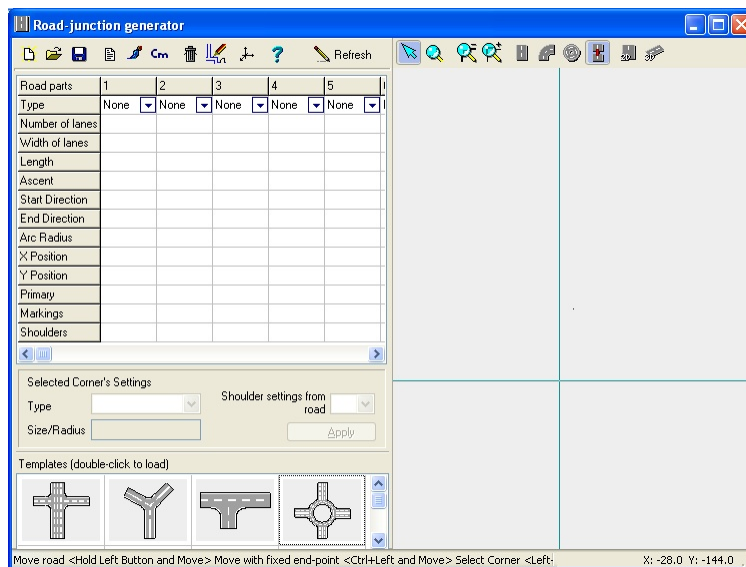 Road-junction generator
Cm ? Refresh 2D 3D
Road parts 1 2 3 4 5
Type None None None None None
Number of lanes
Width of lanes
Length
Ascent
Start Direction
End Direction
Arc Radius
X Position
Y Position
Primary
Markings
Shoulders
Selected Corner's Settings
Type Shoulder settings from road
Size/Radius Apply
Templates (double-click to load)
Move road <Hold Left Button and Move> Move with fixed end-point <Ctrl+Left and Move> Select Corner <Left- X: -28.0 Y: -144.0